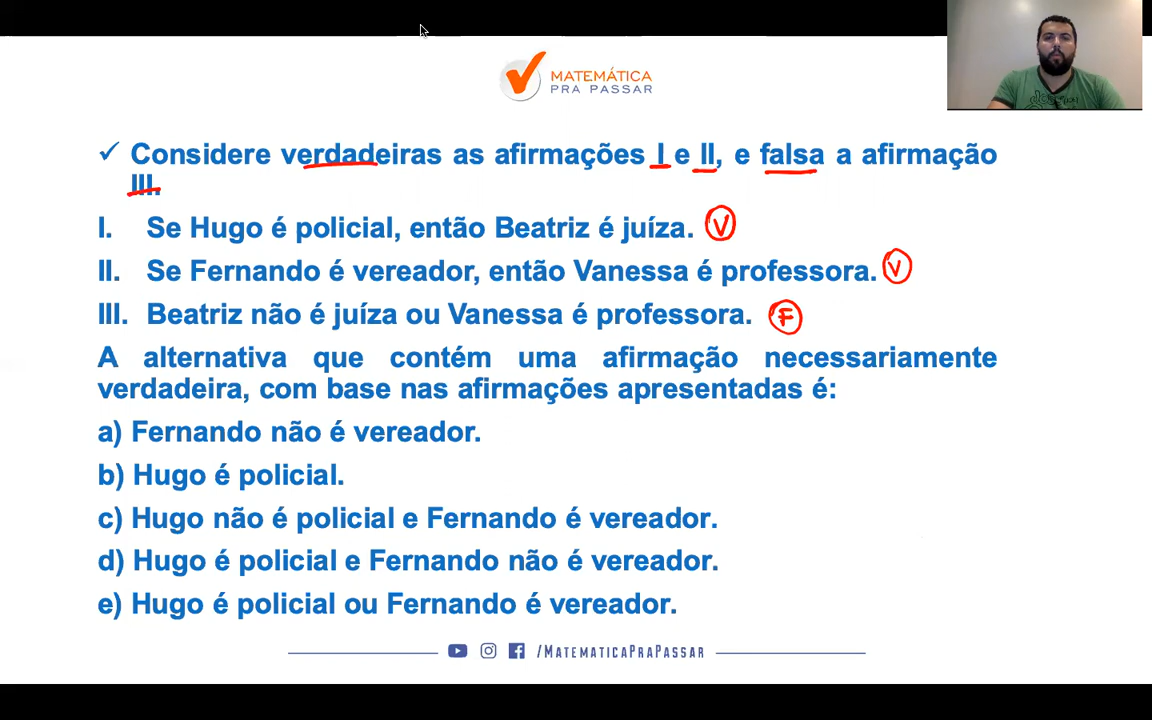 MATEMÁTICA
PRA PASSAR
✓ Considere verdadeiras as afirmações I e II, e falsa a afirmação
III.
I. Se Hugo é policial, então Beatriz é juíza. V
II. Se Fernando é vereador, então Vanessa é professora. V
III. Beatriz não é juíza ou Vanessa é professora. F
A alternativa que contém uma afirmação necessariamente
verdadeira, com base nas afirmações apresentadas é:
a) Fernando não é vereador.
b) Hugo é policial.
c) Hugo não é policial e Fernando é vereador.
d) Hugo é policial e Fernando não é vereador.
e) Hugo é policial ou Fernando é vereador.
/MATEMATICAPRAPASSAR